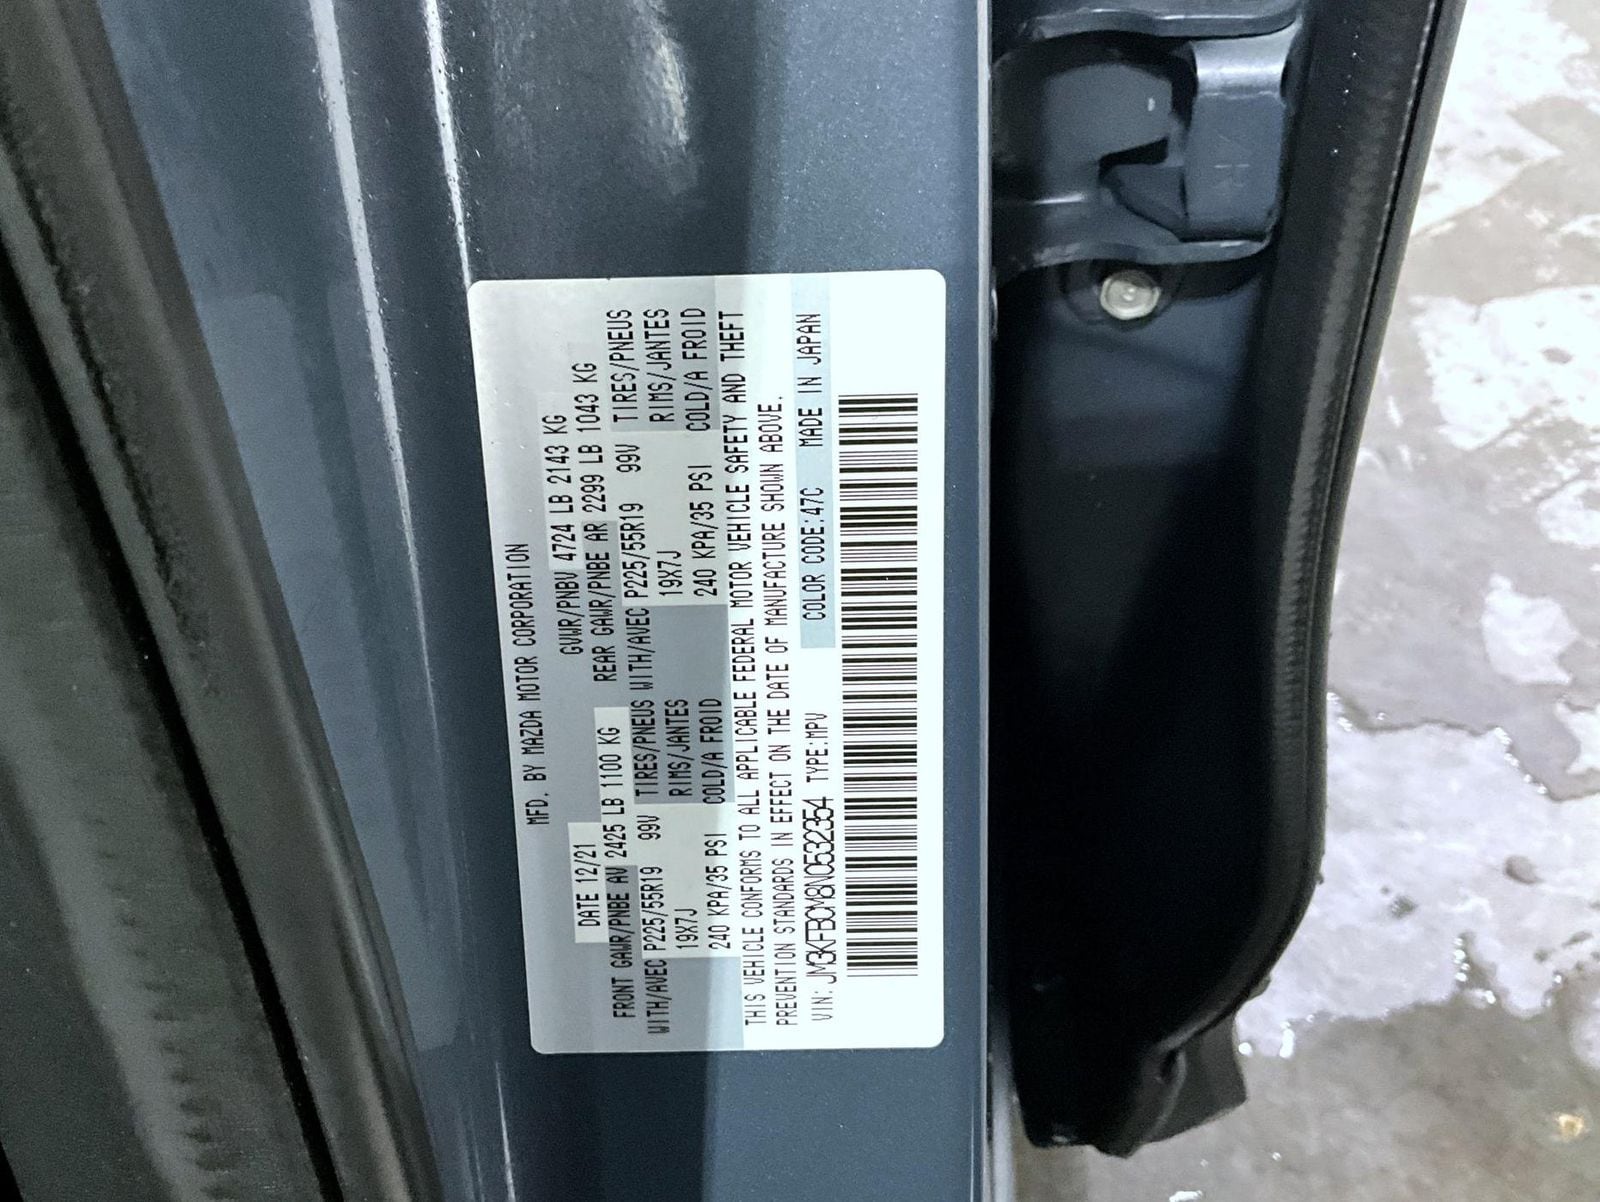 MFD. BY MAZDA MOTOR CORPORATION
DATE 12/21 GVWR/PNBV 4724 LB 2143 KG
FRONT GAWR/PNBE AV 2425 LB 1100 KG REAR GAWR/PNBE AR 2299 LB 1043 KG
WITH/AVEC P225/55R19 99V TIRES/PNEUS WITH/AVEC P225/55R19 99V TIRES/PNEUS
19X7J RIMS/JANTES 19X7J RIMS/JANTES
240 KPA/35 PSI COLD/A FROID 240 KPA/35 PSI COLD/A FROID
THIS VEHICLE CONFORMS TO ALL APPLICABLE FEDERAL MOTOR VEHICLE SAFETY AND THEFT
PREVENTION STANDARDS IN EFFECT ON THE DATE OF MANUFACTURE SHOWN ABOVE.
VIN: JM3KFBCM8N0532354 TYPE:MPV COLOR CODE:47C MADE IN JAPAN